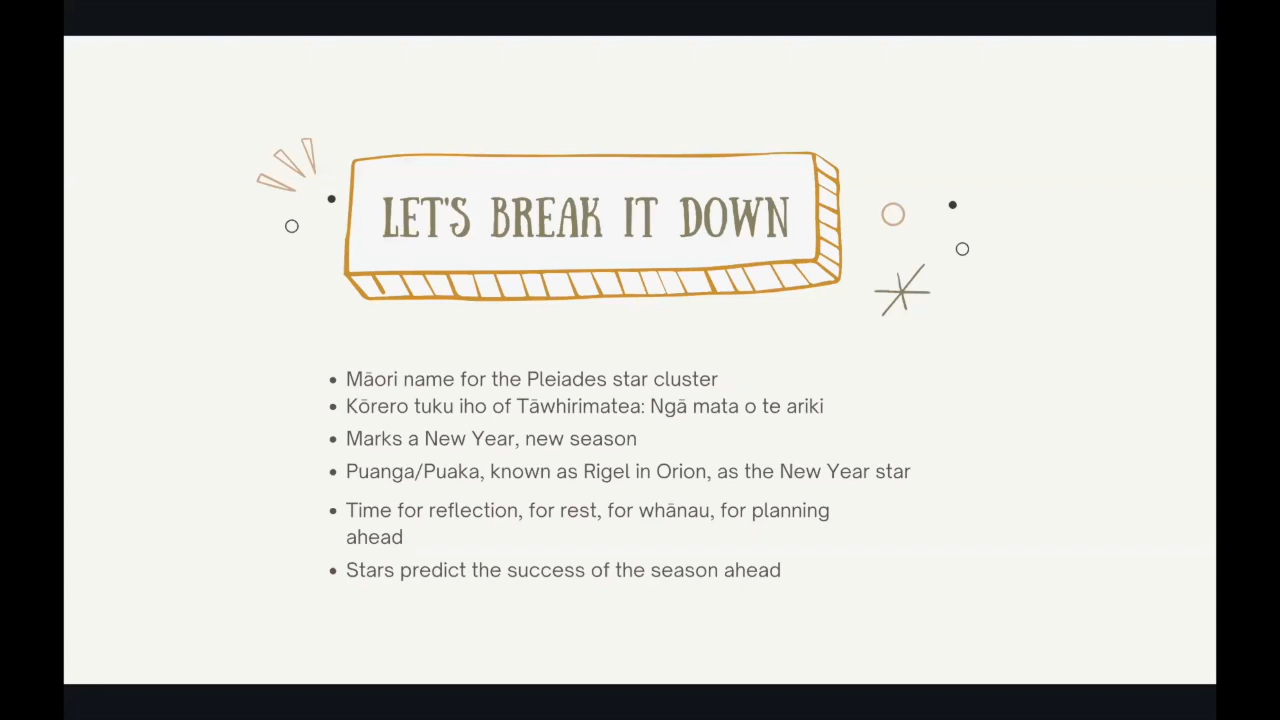 LET'S BREAK IT DOWN
• Māori name for the Pleiades star cluster
• Kōrero tuku iho of Tāwhirimatea: Ngā mata o te ariki
• Marks a New Year, new season
• Puanga/Puaka, known as Rigel in Orion, as the New Year star
• Time for reflection, for rest, for whānau, for planning
ahead
• Stars predict the success of the season ahead